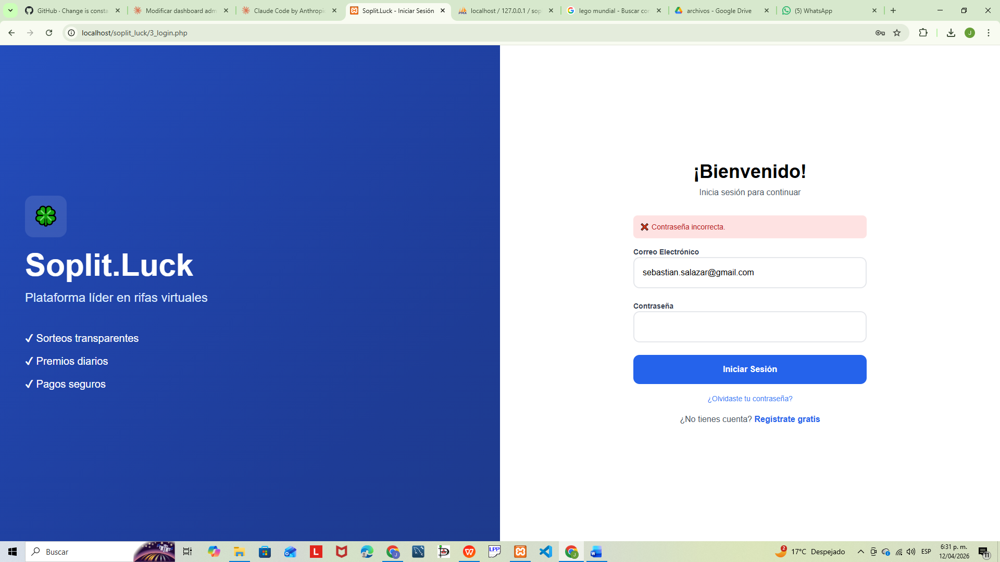 GitHub · Change is consta
Modificar dashboard adm
Claude Code by Anthropic
Soplit.Luck - Iniciar Sesión
localhost / 127.0.0.1 / sop
lego mundial - Buscar con
archivos - Google Drive
(5) WhatsApp
localhost/soplit_luck/3_login.php
J
Soplit.Luck
Plataforma líder en rifas virtuales
✓ Sorteos transparentes
✓ Premios diarios
✓ Pagos seguros
¡Bienvenido!
Inicia sesión para continuar
❌ Contraseña incorrecta.
Correo Electrónico
sebastian.salazar@gmail.com
Contraseña
Iniciar Sesión
¿Olvidaste tu contraseña?
¿No tienes cuenta? Regístrate gratis
Buscar
L
LPP
2
17°C Despejado
ESP
6:31 p. m.
12/04/2026
11